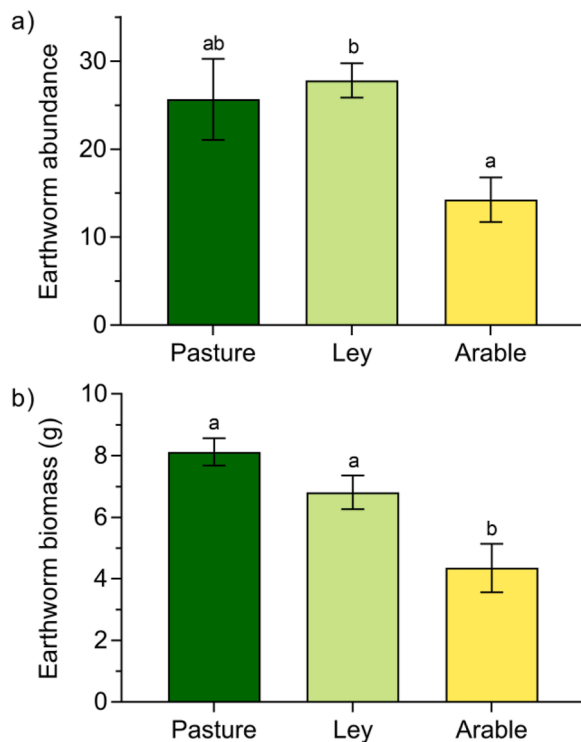 a)
Earthworm abundance
30
20
10
0
ab
b
a
Pasture Ley Arable
b)
Earthworm biomass (g)
10
8
6
4
2
0
a
a
b
Pasture Ley Arable